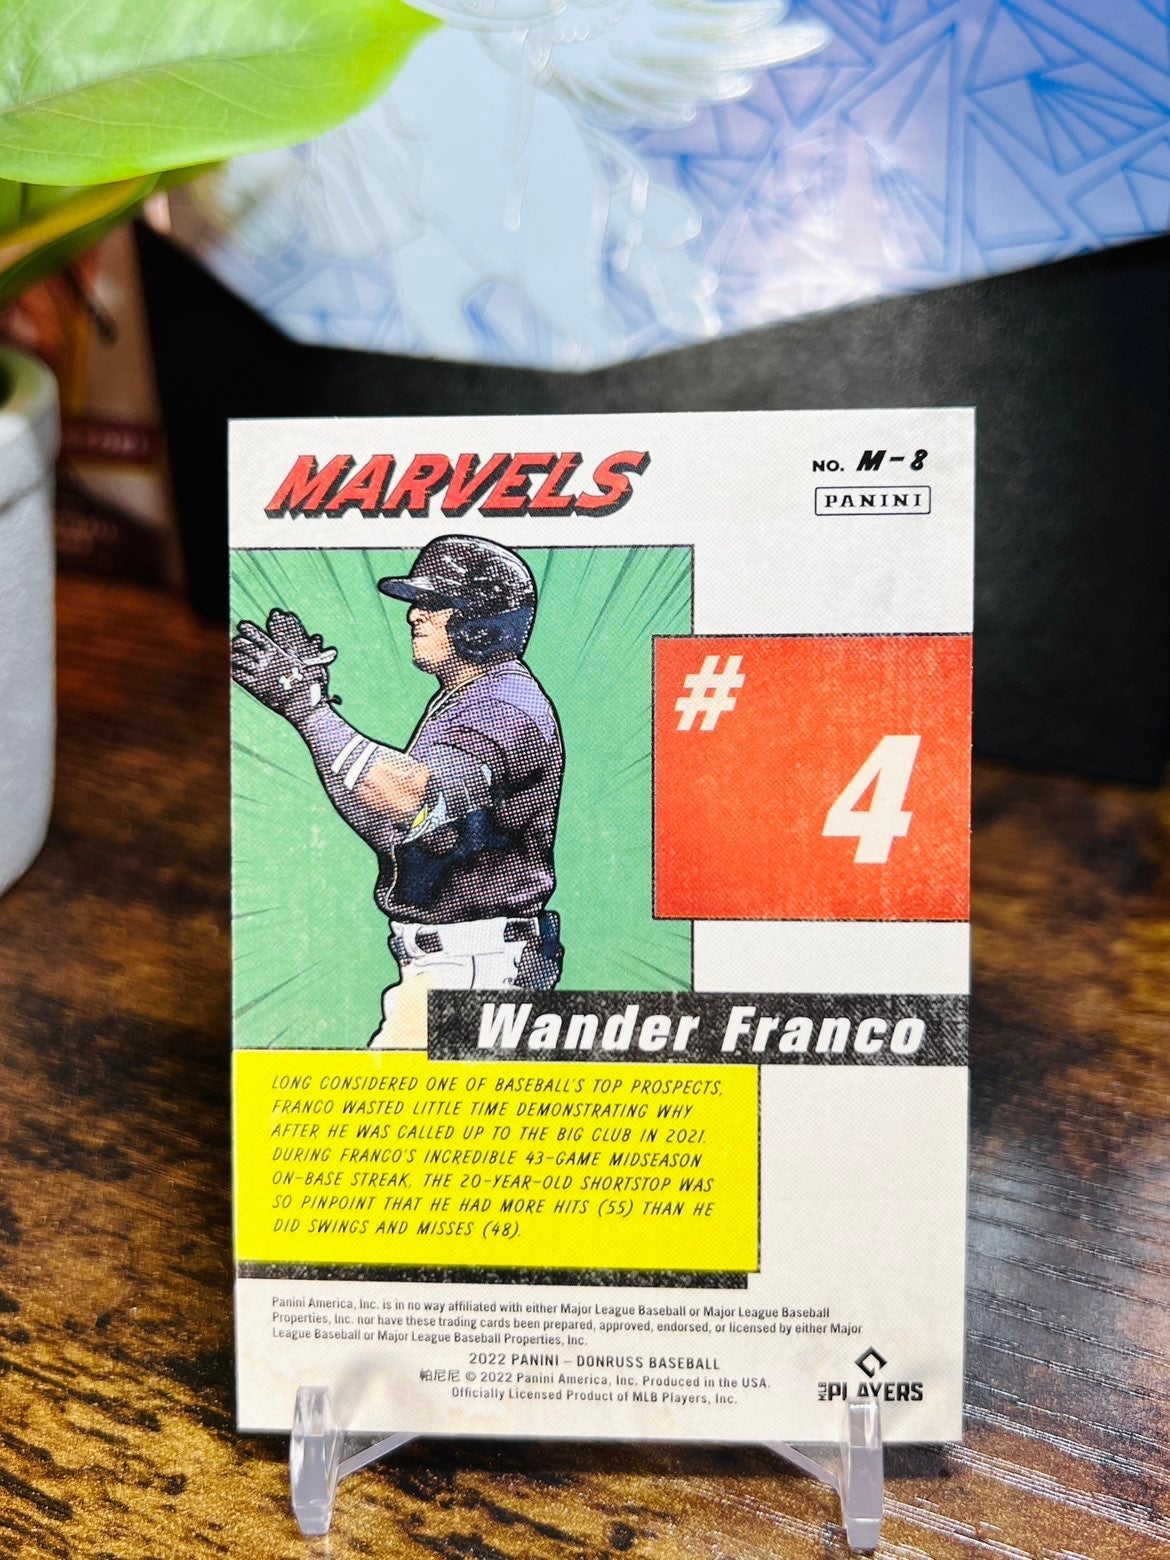 MARVELS
NO. M-8
PANINI
#
4
Wander Franco
LONG CONSIDERED ONE OF BASEBALL'S TOP PROSPECTS,
FRANCO WASTED LITTLE TIME DEMONSTRATING WHY
AFTER HE WAS CALLED UP TO THE BIG CLUB IN 2021.
DURING FRANCO'S INCREDIBLE 43-GAME MIDSEASON
ON-BASE STREAK, THE 20-YEAR-OLD SHORTSTOP WAS
SO PINPOINT THAT HE HAD MORE HITS (55) THAN HE
DID SWINGS AND MISSES (48).
Panini America, Inc. is in no way affiliated with either Major League Baseball or Major League Baseball
Properties, Inc. nor have these trading cards been prepared, approved, endorsed, or licensed by either Major
League Baseball or Major League Baseball Properties, Inc.
2022 PANINI – DONRUSS BASEBALL
帕尼尼 © 2022 Panini America, Inc. Produced in the USA.
Officially Licensed Product of MLB Players, Inc.
MLB PLAYERS